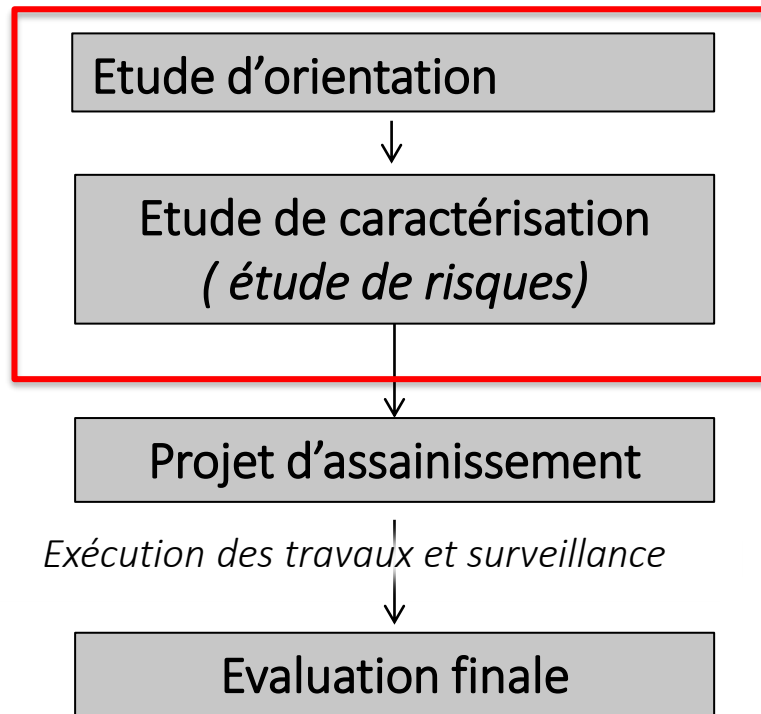 Etude d’orientation
Etude de caractérisation
( étude de risques)
Projet d’assainissement
Exécution des travaux et surveillance
Evaluation finale